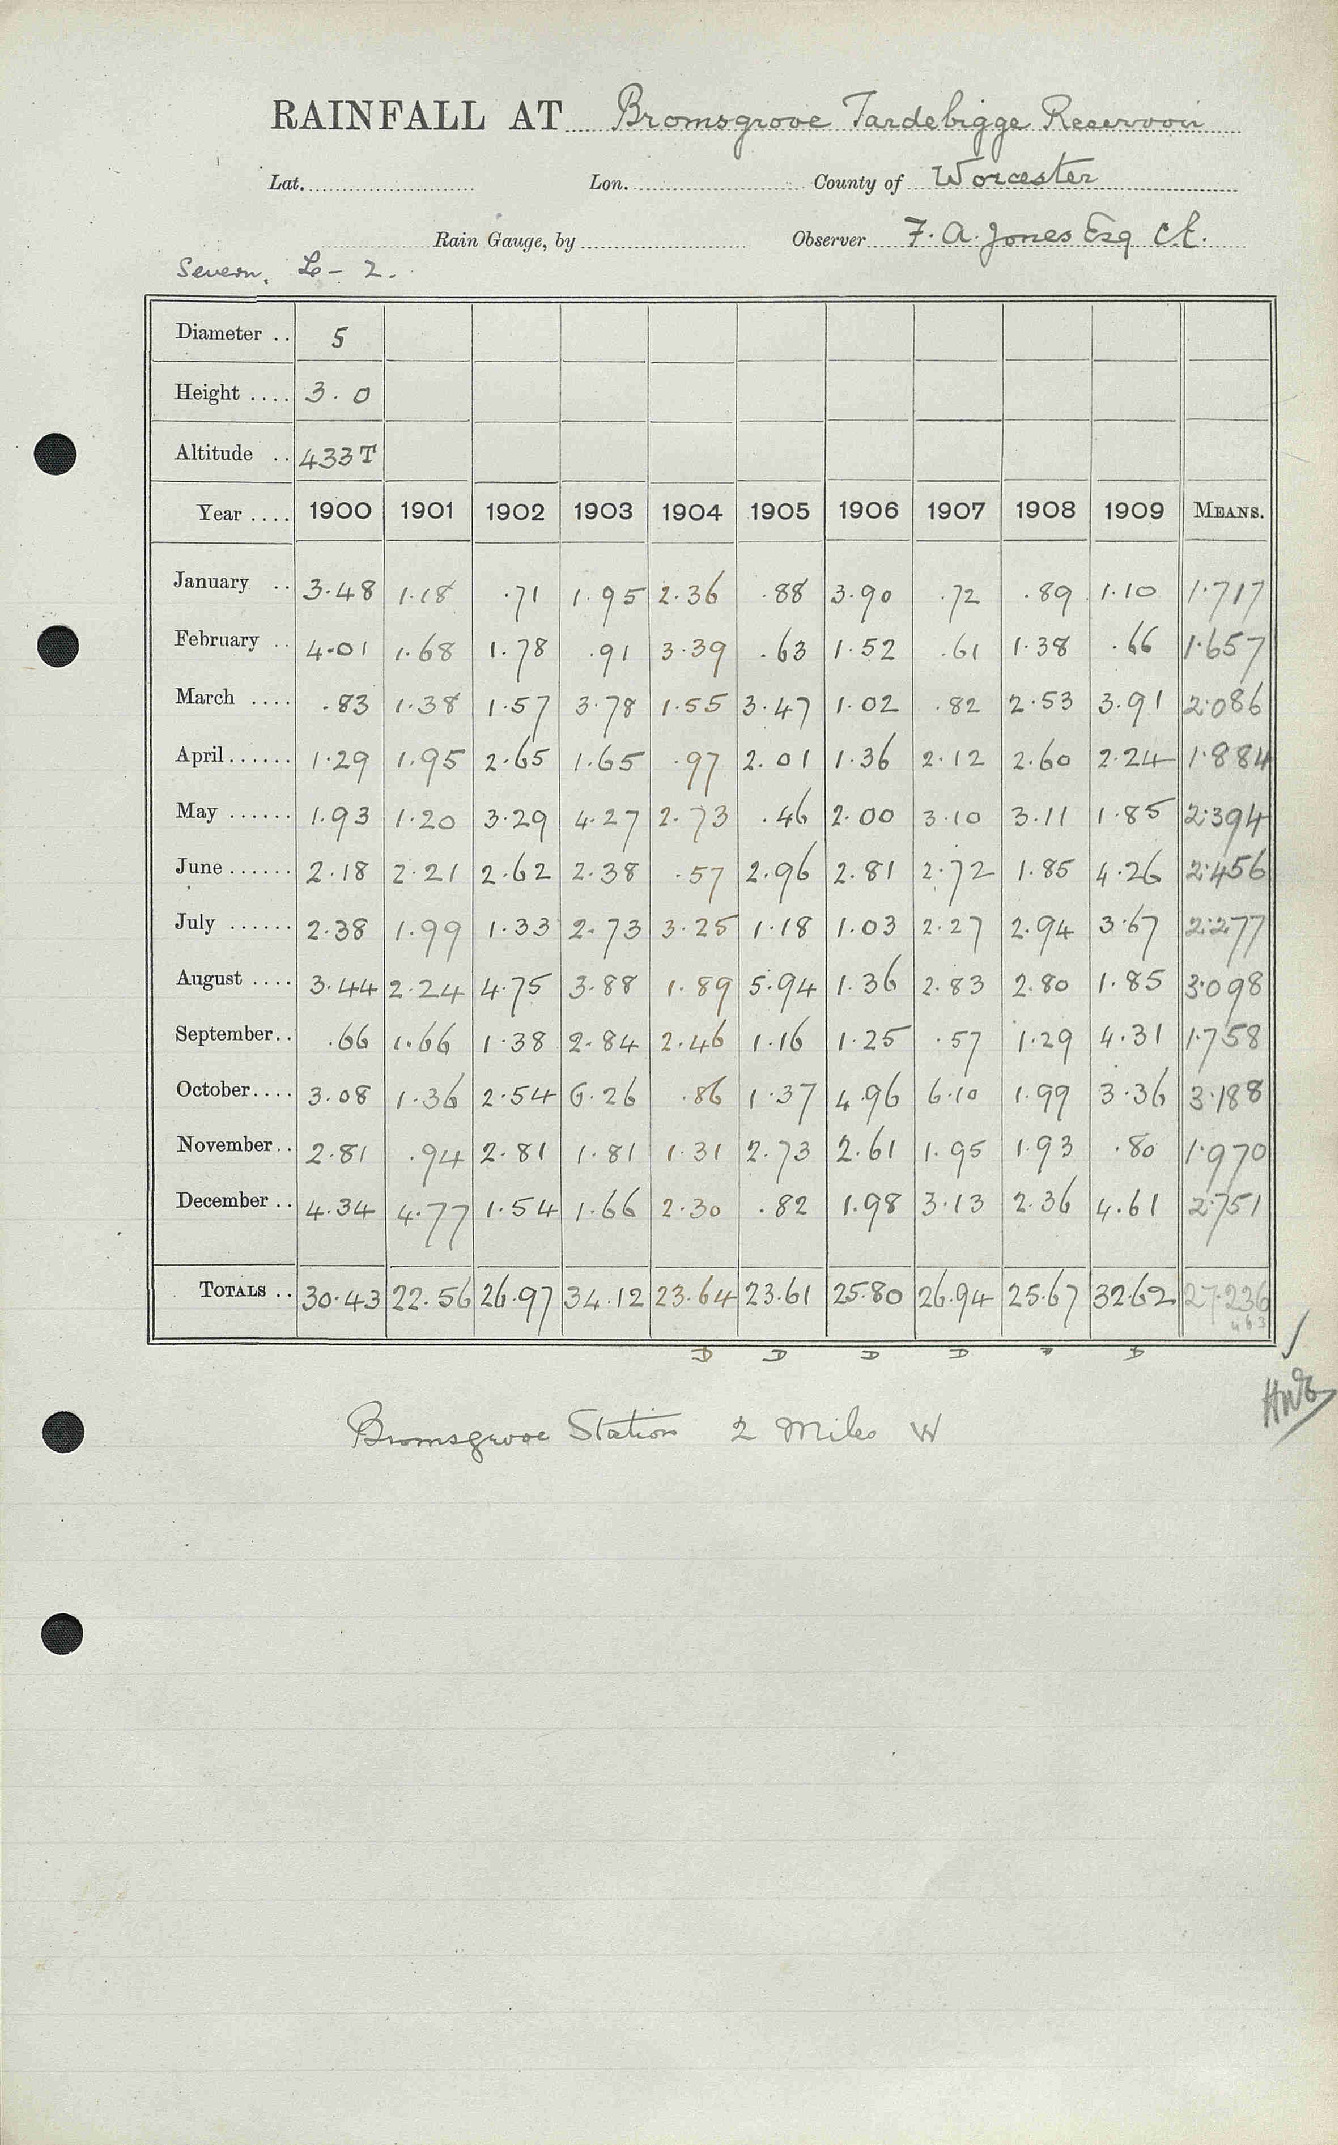 RAINFALL AT Bromsgrove Tardebigge Reservoir
Lat. Lon. County of Worcester
Rain Gauge, by Observer F. A. Jones Esq C.E.
Severn. L - 2.
Diameter .. 5
Height .... 3.0
Altitude .. 433 T
Year .... 1900 1901 1902 1903 1904 1905 1906 1907 1908 1909 MEANS.
January .. 3.48 1.18 .71 1.95 2.36 .88 3.90 .72 .89 1.10 1.717
February .. 4.01 1.68 1.78 .91 3.39 .63 1.52 .61 1.38 .66 1.657
March .... .83 1.38 1.57 3.78 1.55 3.47 1.02 .82 2.53 3.91 2.086
April ...... 1.29 1.95 2.65 1.65 .97 2.01 1.36 2.12 2.60 2.24 1.884
May ...... 1.93 1.20 3.29 4.27 2.73 .46 2.00 3.10 3.11 1.85 2.394
June ...... 2.18 2.21 2.62 2.38 .57 2.96 2.81 2.72 1.85 4.26 2.456
July ...... 2.38 1.99 1.33 2.73 3.25 1.18 1.03 2.27 2.94 3.67 2.277
August .... 3.44 2.24 4.75 3.88 1.89 5.94 1.36 2.83 2.80 1.85 3.098
September .. .66 1.66 1.38 2.84 2.46 1.16 1.25 .57 1.29 4.31 1.758
October .... 3.08 1.36 2.54 6.26 .86 1.37 4.96 6.10 1.99 3.36 3.188
November .. 2.81 .94 2.81 1.81 1.31 2.73 2.61 1.95 1.93 .80 1.970
December .. 4.34 4.77 1.54 1.66 2.30 .82 1.98 3.13 2.36 4.61 2.751
TOTALS .. 30.43 22.56 26.97 34.12 23.64 23.61 25.80 26.94 25.67 32.62 27.236
D D D D D
Bromsgrove Station 2 Miles W